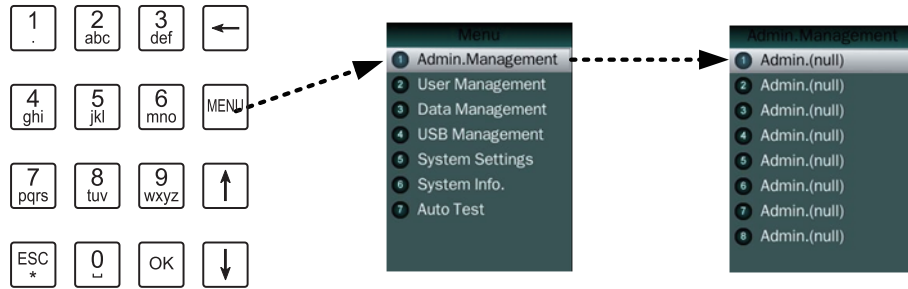 1
.
2
abc
3
def
4
ghi
5
jkl
6
mno
MENU
7
pqrs
8
tuv
9
wxyz
ESC
*
0
OK
Menu
1 Admin.Management
2 User Management
3 Data Management
4 USB Management
5 System Settings
6 System Info.
7 Auto Test
Admin.Management
1 Admin.(null)
2 Admin.(null)
3 Admin.(null)
4 Admin.(null)
5 Admin.(null)
6 Admin.(null)
7 Admin.(null)
8 Admin.(null)